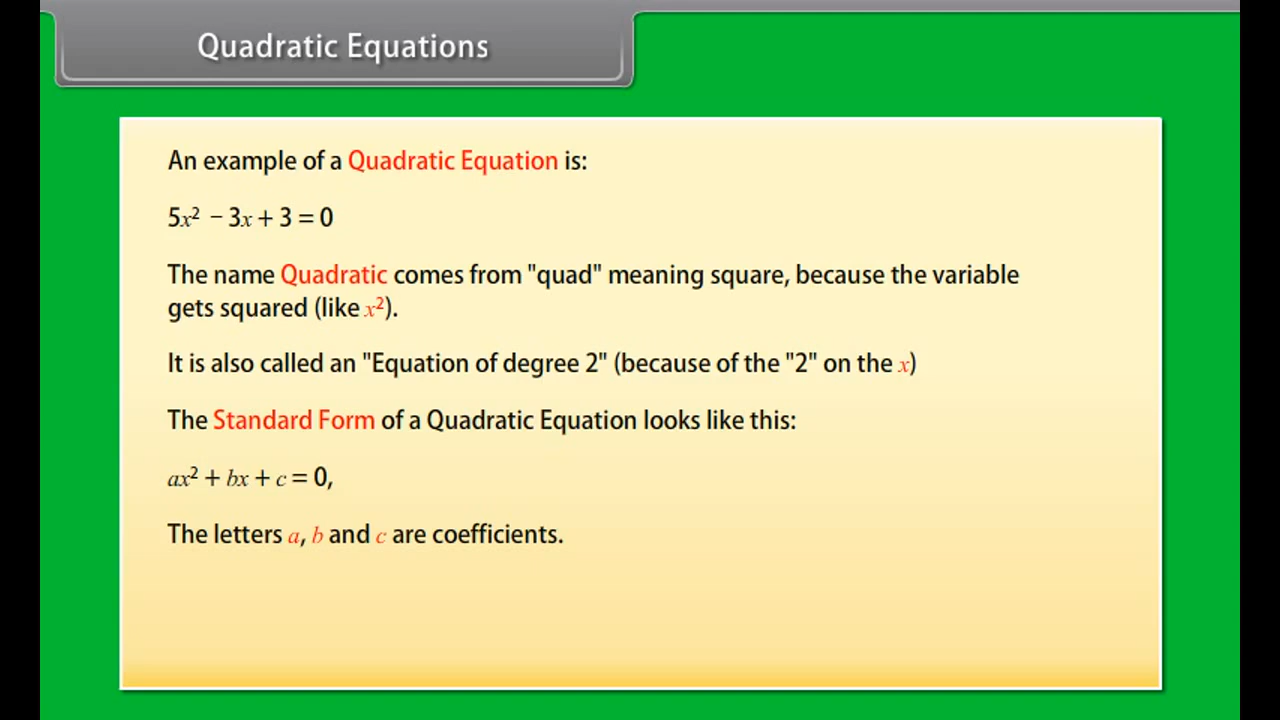 Quadratic Equations
An example of a Quadratic Equation is:
5x² − 3x + 3 = 0
The name Quadratic comes from "quad" meaning square, because the variable
gets squared (like x²).
It is also called an "Equation of degree 2" (because of the "2" on the x)
The Standard Form of a Quadratic Equation looks like this:
ax² + bx + c = 0,
The letters a, b and c are coefficients.